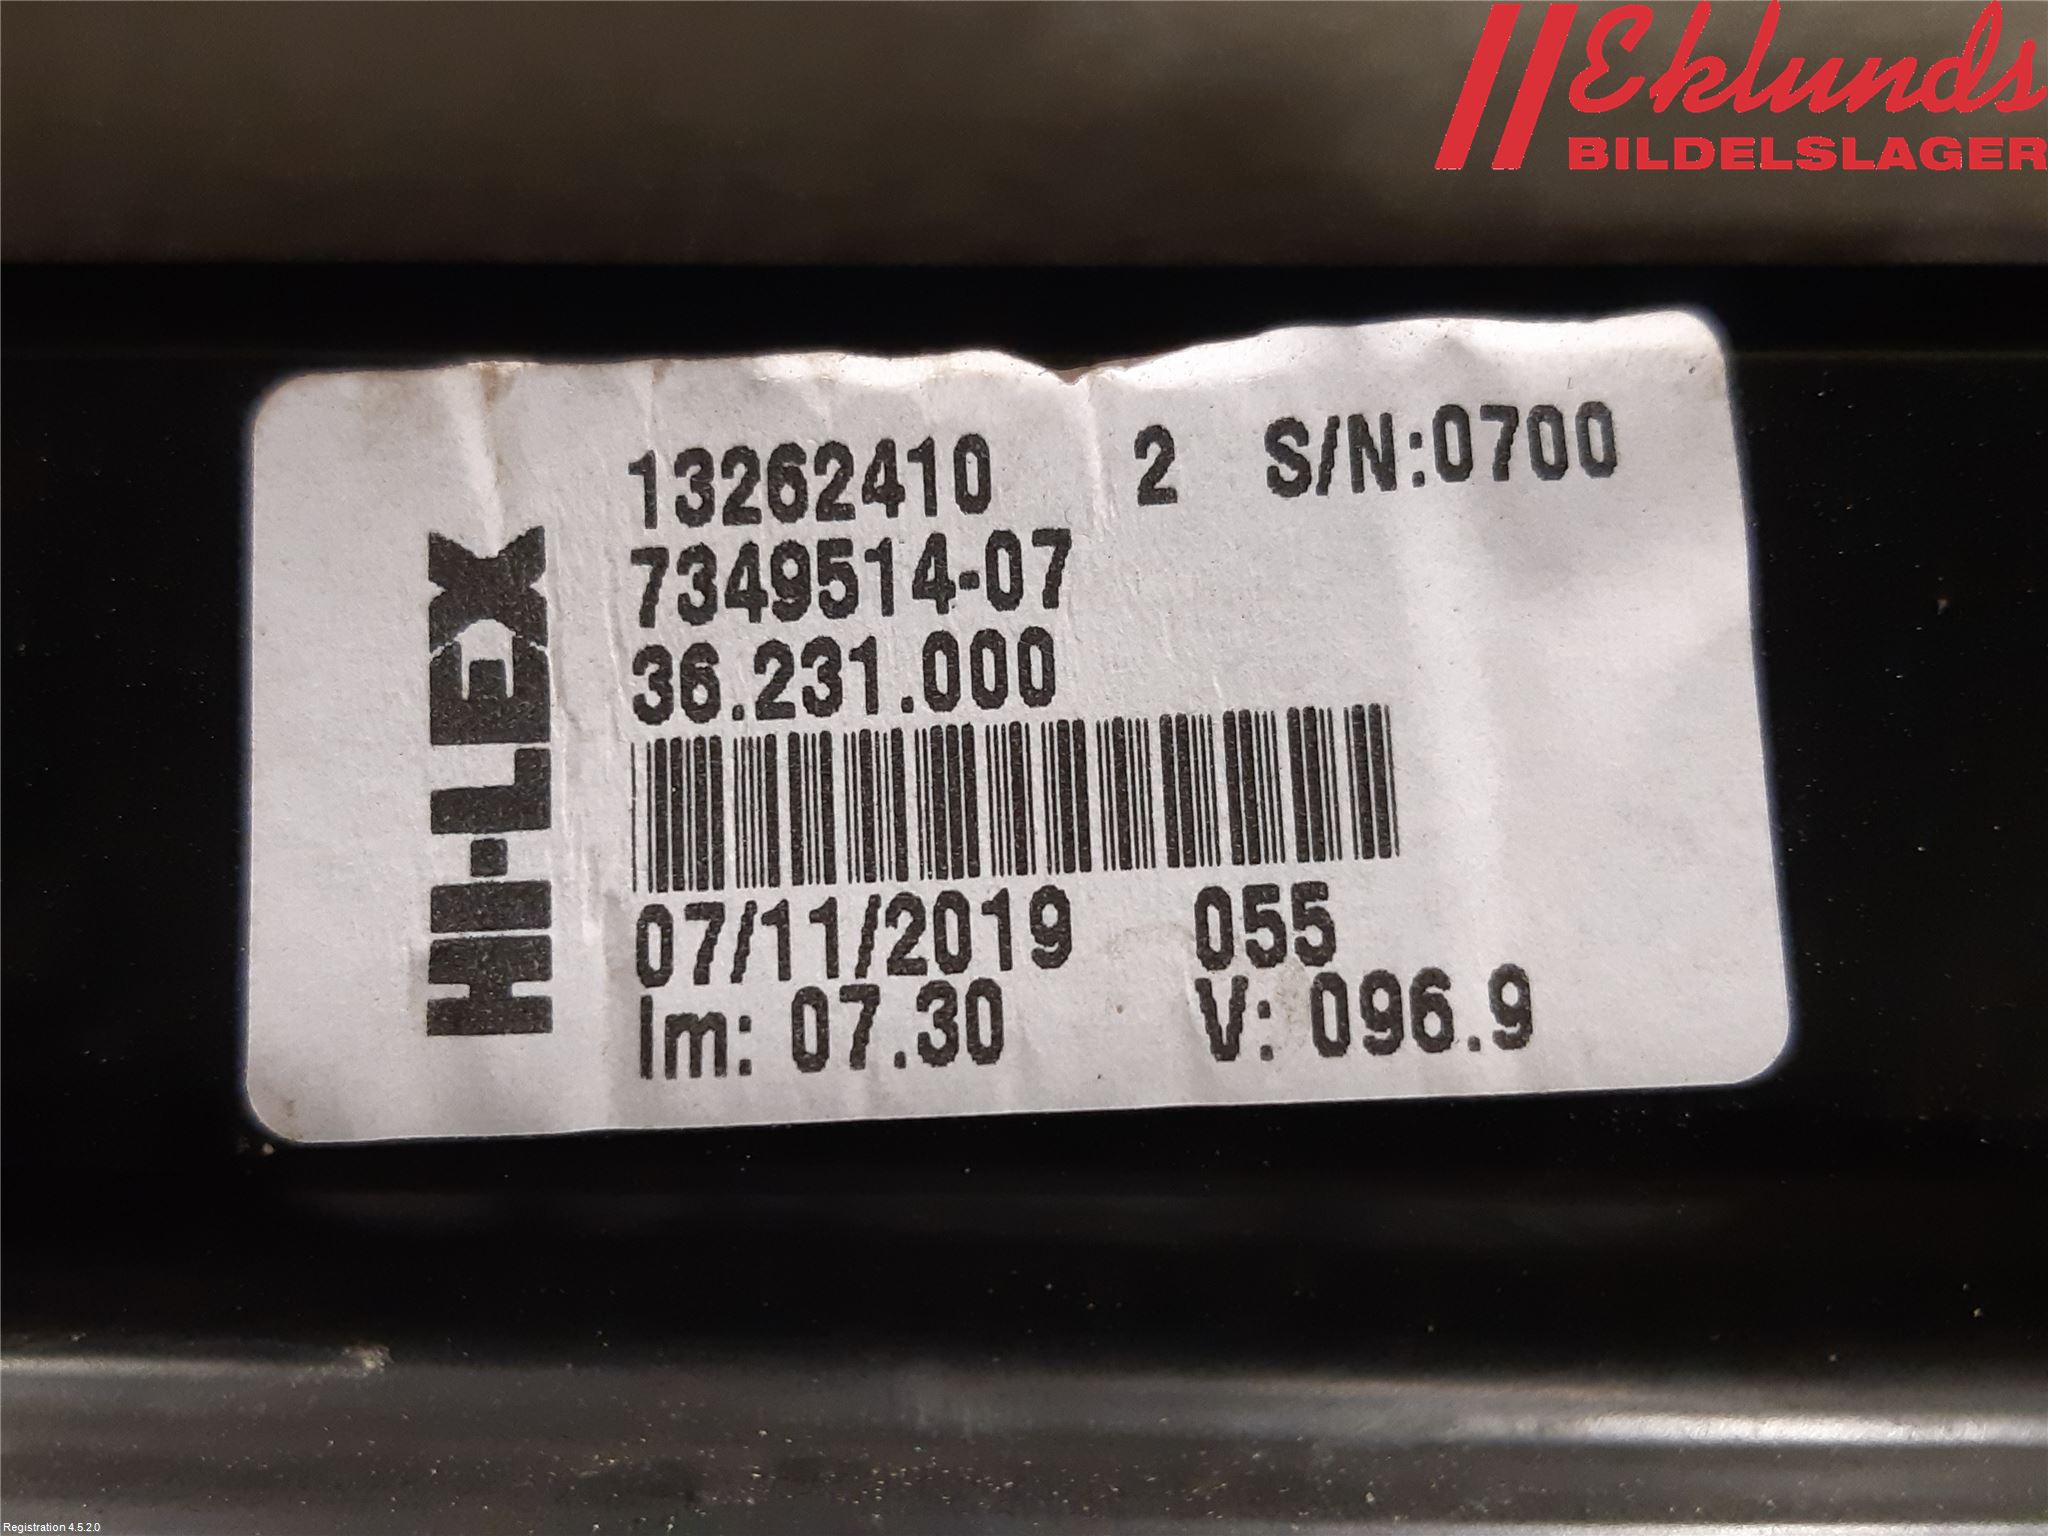 Eklunds
BILDELSLAGER
HI-LEX
13262410 2 S/N:0700
7349514-07
36.231.000
07/11/2019 055
Im: 07.30 V: 096.9
Registration 4.5.2.0